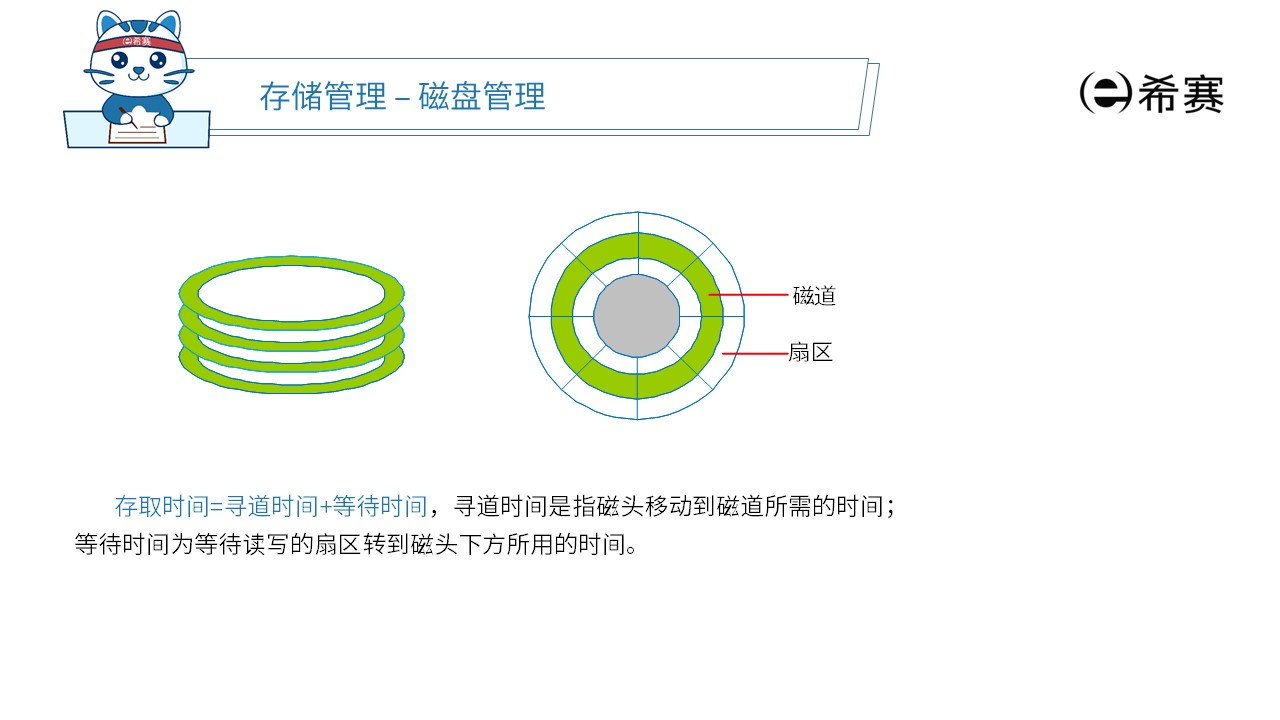 希赛
存储管理 – 磁盘管理
希赛
磁道
扇区
存取时间=寻道时间+等待时间，寻道时间是指磁头移动到磁道所需的时间；
等待时间为等待读写的扇区转到磁头下方所用的时间。